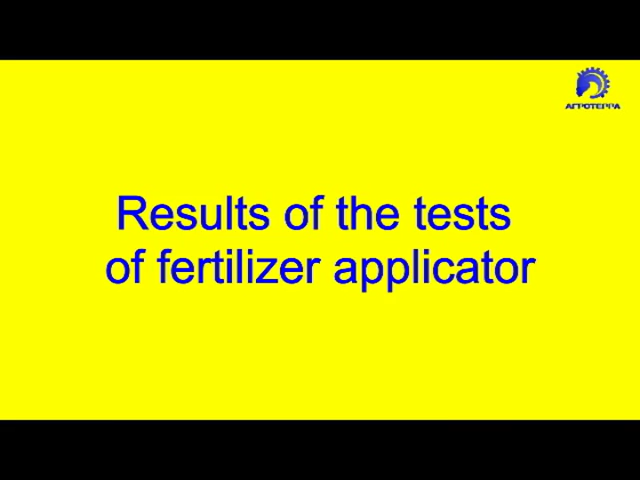 АГРОТЕРРА
Results of the tests
of fertilizer applicator